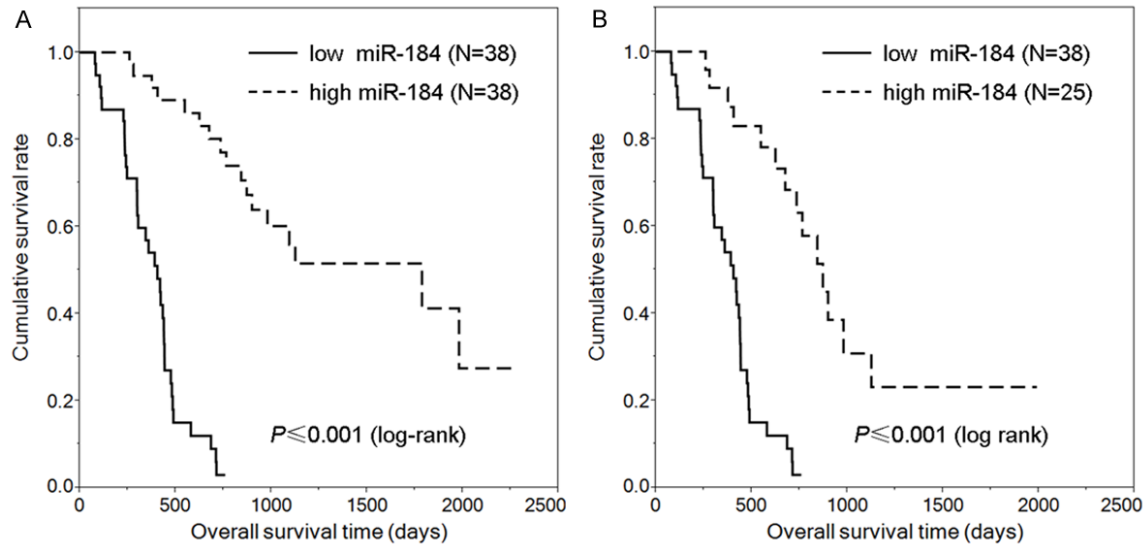 A
1.0
0.8
0.6
0.4
0.2
0.0
Cumulative survival rate
low miR-184 (N=38)
high miR-184 (N=38)
P≤0.001 (log-rank)
0 500 1000 1500 2000 2500
Overall survival time (days)
B
1.0
0.8
0.6
0.4
0.2
0.0
Cumulative survival rate
low miR-184 (N=38)
high miR-184 (N=25)
P≤0.001 (log rank)
0 500 1000 1500 2000 2500
Overall survival time (days)